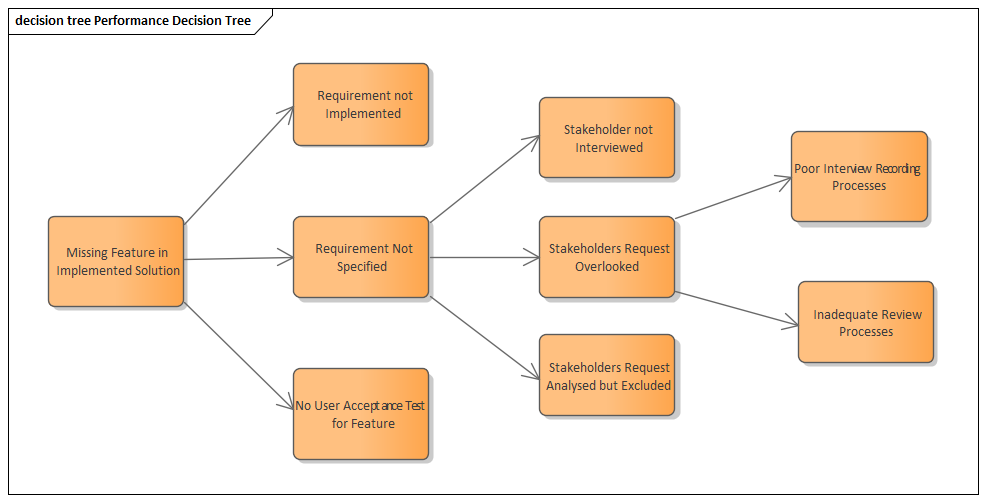 decision tree Performance Decision Tree
Requirement not
Implemented
Stakeholder not
Interviewed
Poor Interview Recording
Processes
Missing Feature in
Implemented Solution
Requirement Not
Specified
Stakeholders Request
Overlooked
Inadequate Review
Processes
Stakeholders Request
Analysed but Excluded
No User Acceptance Test
for Feature